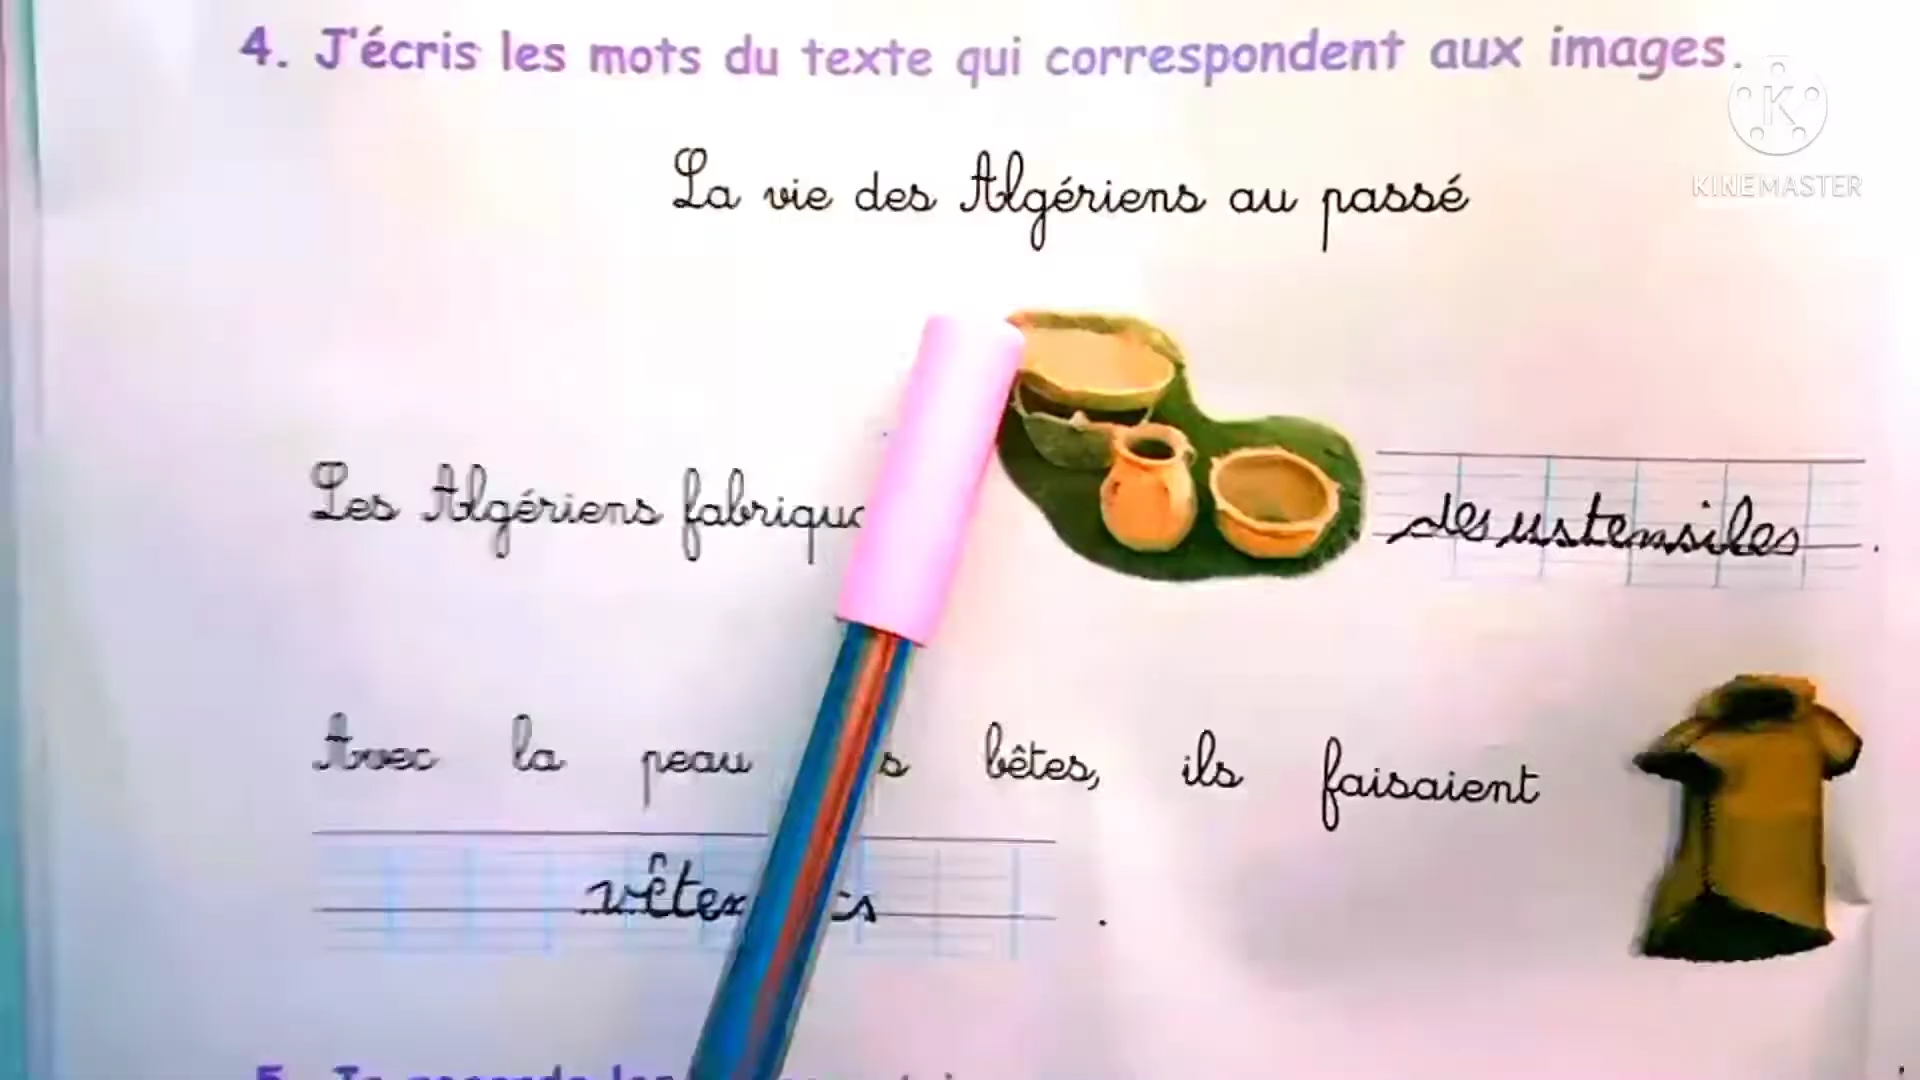 4. J'écris les mots du texte qui correspondent aux images.
KINEMASTER
La vie des Algériens au passé
Les Algériens
des ustensiles .
Avec la peau bêtes, ils faisaient
.